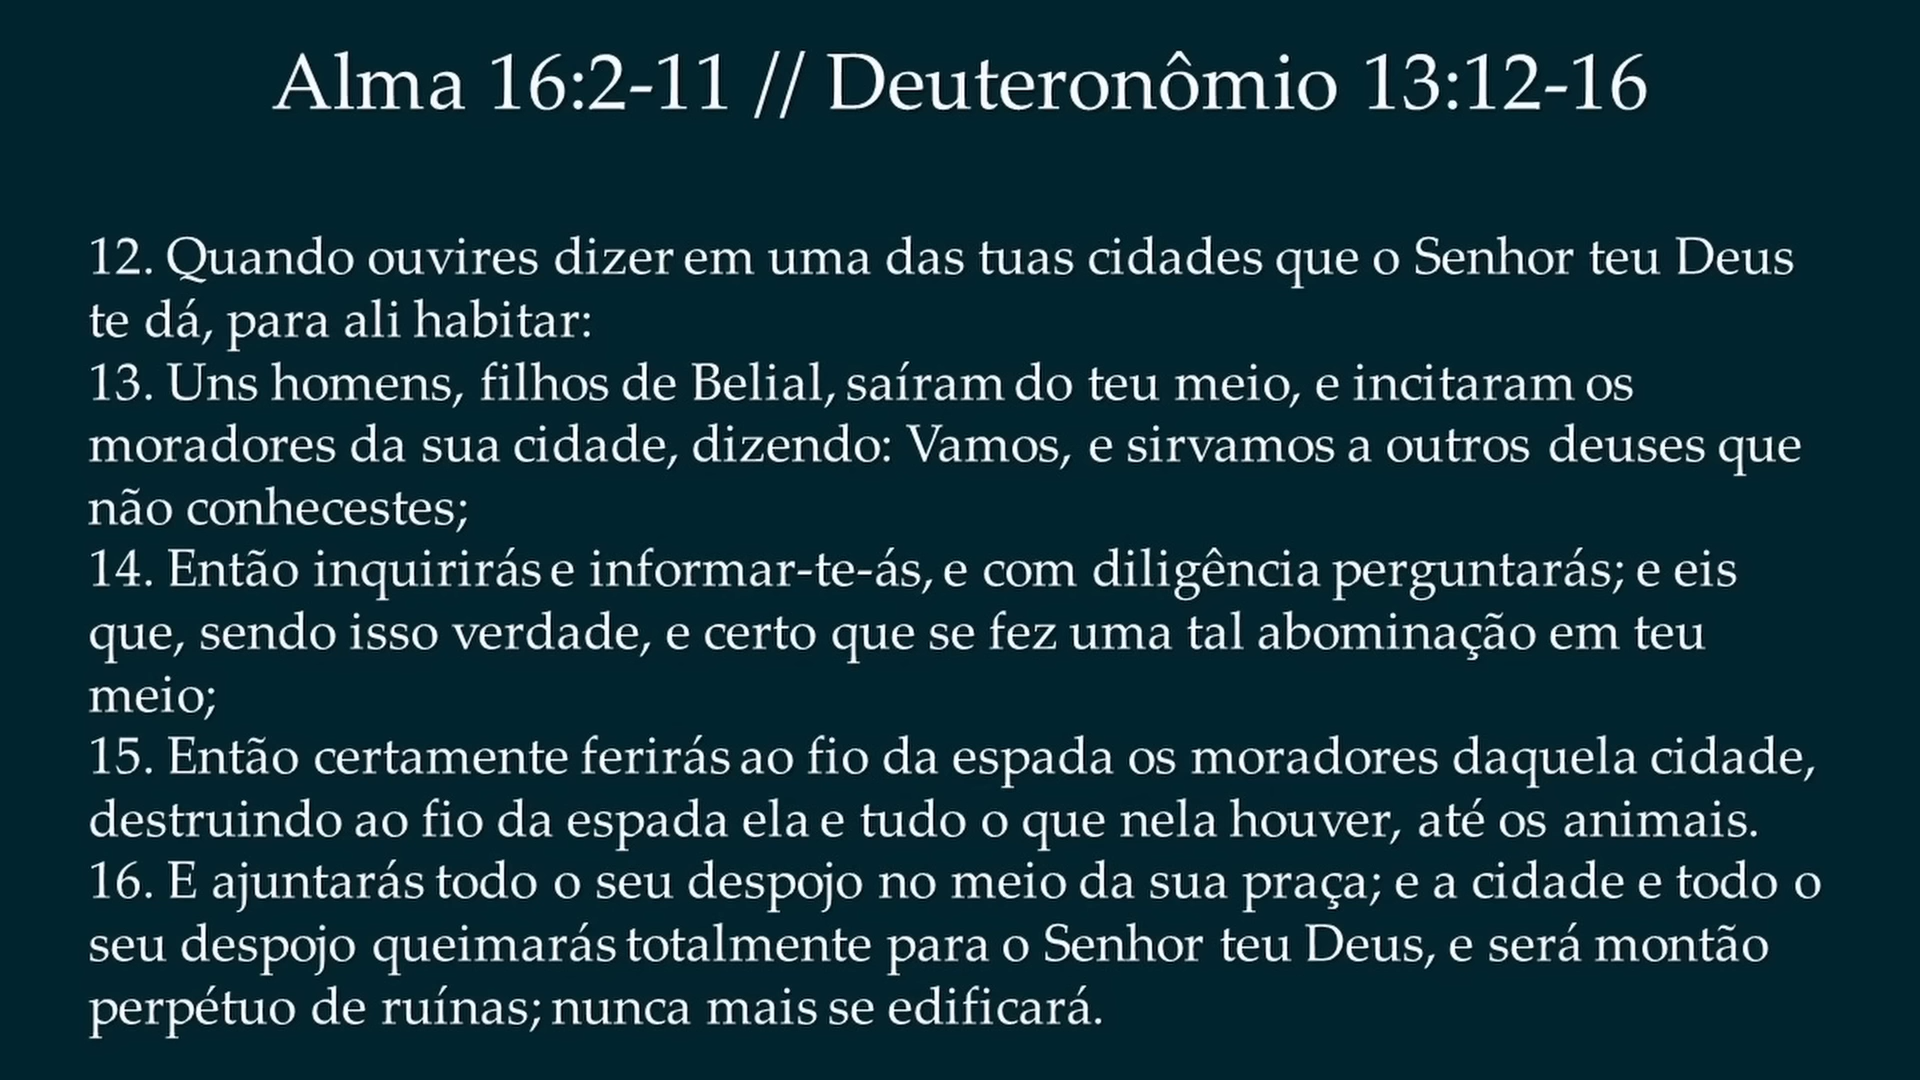 Alma 16:2-11 // Deuteronômio 13:12-16
12. Quando ouvires dizer em uma das tuas cidades que o Senhor teu Deus
te dá, para ali habitar:
13. Uns homens, filhos de Belial, saíram do teu meio, e incitaram os
moradores da sua cidade, dizendo: Vamos, e sirvamos a outros deuses que
não conhecestes;
14. Então inquirirás e informar-te-ás, e com diligência perguntarás; e eis
que, sendo isso verdade, e certo que se fez uma tal abominação em teu
meio;
15. Então certamente ferirás ao fio da espada os moradores daquela cidade,
destruindo ao fio da espada ela e tudo o que nela houver, até os animais.
16. E ajuntarás todo o seu despojo no meio da sua praça; e a cidade e todo o
seu despojo queimarás totalmente para o Senhor teu Deus, e será montão
perpétuo de ruínas; nunca mais se edificará.